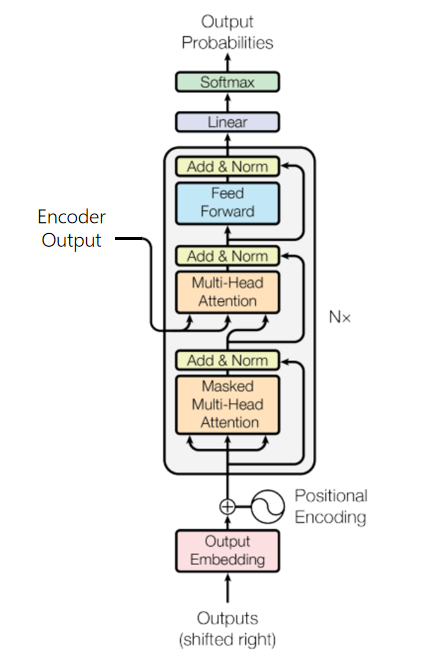 Output
Probabilities
Softmax
Linear
Add & Norm
Feed
Forward
Encoder
Output
Add & Norm
Multi-Head
Attention
N×
Add & Norm
Masked
Multi-Head
Attention
Positional
Encoding
Output
Embedding
Outputs
(shifted right)